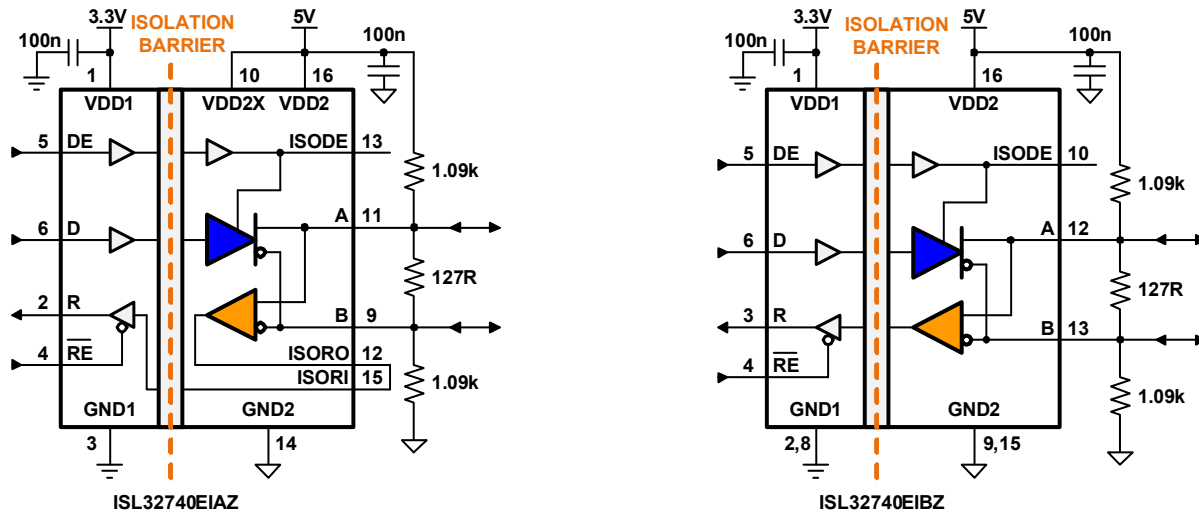 3.3V
ISOLATION
BARRIER
5V
100n
100n
1
10
16
VDD1
VDD2X
VDD2
5
DE
ISODE
13
1.09k
A
11
6
D
127R
2
R
B
9
4
RE
ISORO
12
ISORI
15
1.09k
GND1
GND2
3
14
ISL32740EIAZ
3.3V
ISOLATION
BARRIER
5V
100n
100n
1
16
VDD1
VDD2
5
DE
ISODE
10
1.09k
A
12
6
D
127R
3
R
B
13
4
RE
1.09k
GND1
GND2
2,8
9,15
ISL32740EIBZ